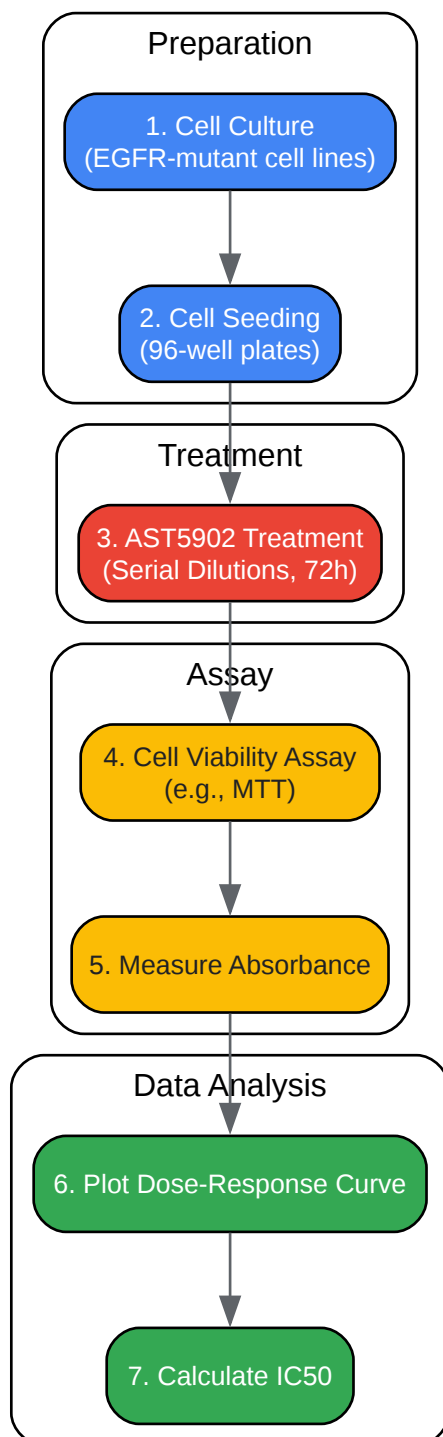 Preparation
1. Cell Culture
(EGFR-mutant cell lines)
2. Cell Seeding
(96-well plates)
Treatment
3. AST5902 Treatment
(Serial Dilutions, 72h)
Assay
4. Cell Viability Assay
(e.g., MTT)
5. Measure Absorbance
Data Analysis
6. Plot Dose-Response Curve
7. Calculate IC50